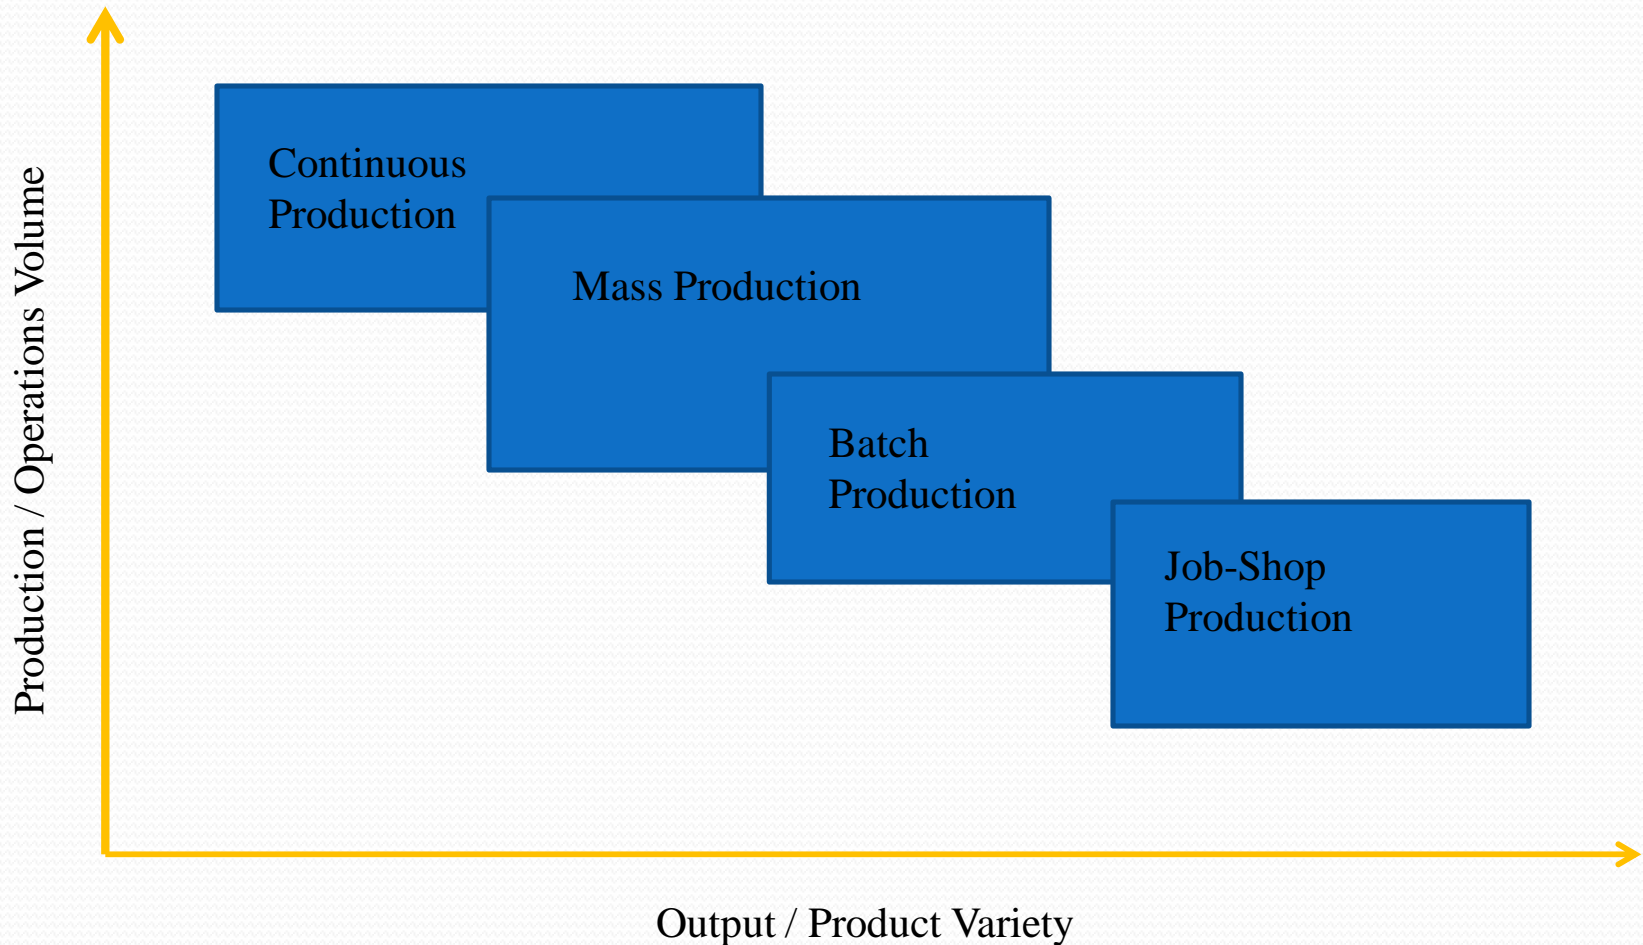 Production / Operations Volume
Continuous
Production
Mass Production
Batch
Production
Job-Shop
Production
Output / Product Variety